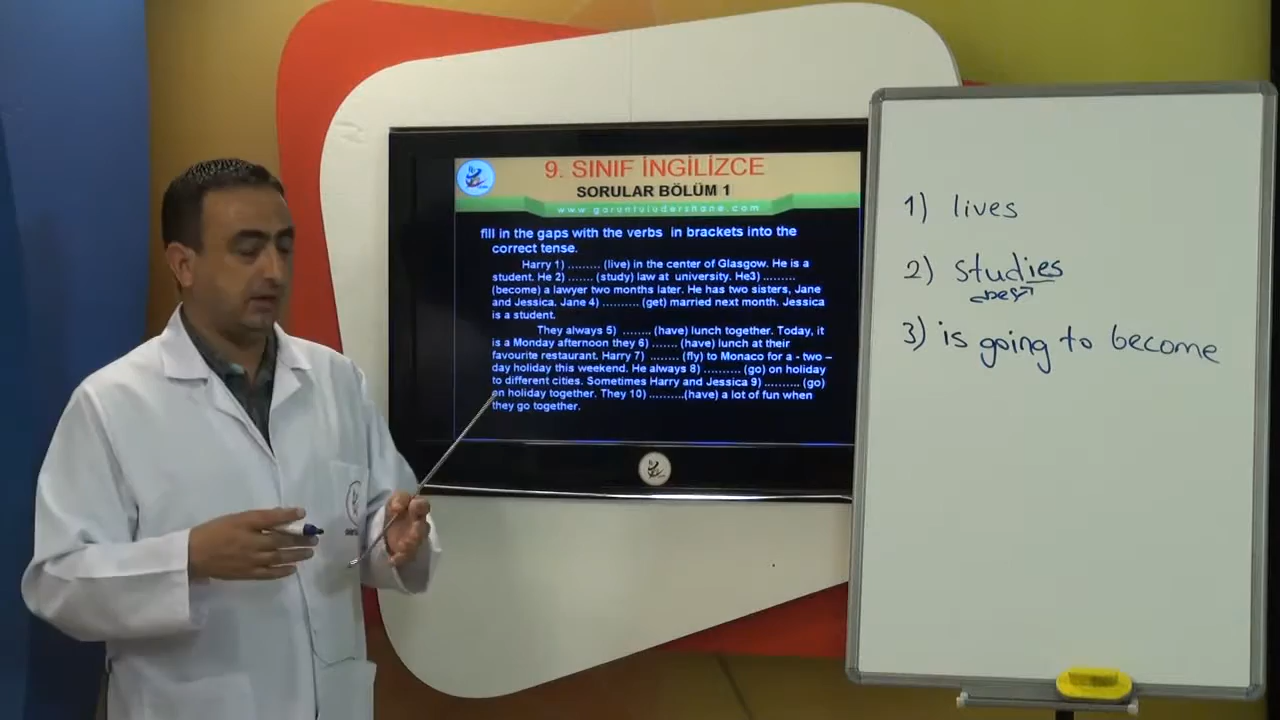 9. SINIF İNGİLİZCE
SORULAR BÖLÜM 1
www.goruntuludershane.com
fill in the gaps with the verbs in brackets into the
correct tense.
Harry 1) ......... (live) in the center of Glasgow. He is a
student. He 2) ....... (study) law at university. He3) .........
(become) a lawyer two months later. He has two sisters, Jane
and Jessica. Jane 4) .......... (get) married next month. Jessica
is a student.
They always 5) ........ (have) lunch together. Today, it
is a Monday afternoon they 6) ....... (have) lunch at their
favourite restaurant. Harry 7) ........ (fly) to Monaco for a - two –
day holiday this weekend. He always 8) .......... (go) on holiday
to different cities. Sometimes Harry and Jessica 9) .......... (go)
on holiday together. They 10) ..........(have) a lot of fun when
they go together.
1) lives
2) studies
3) is going to become